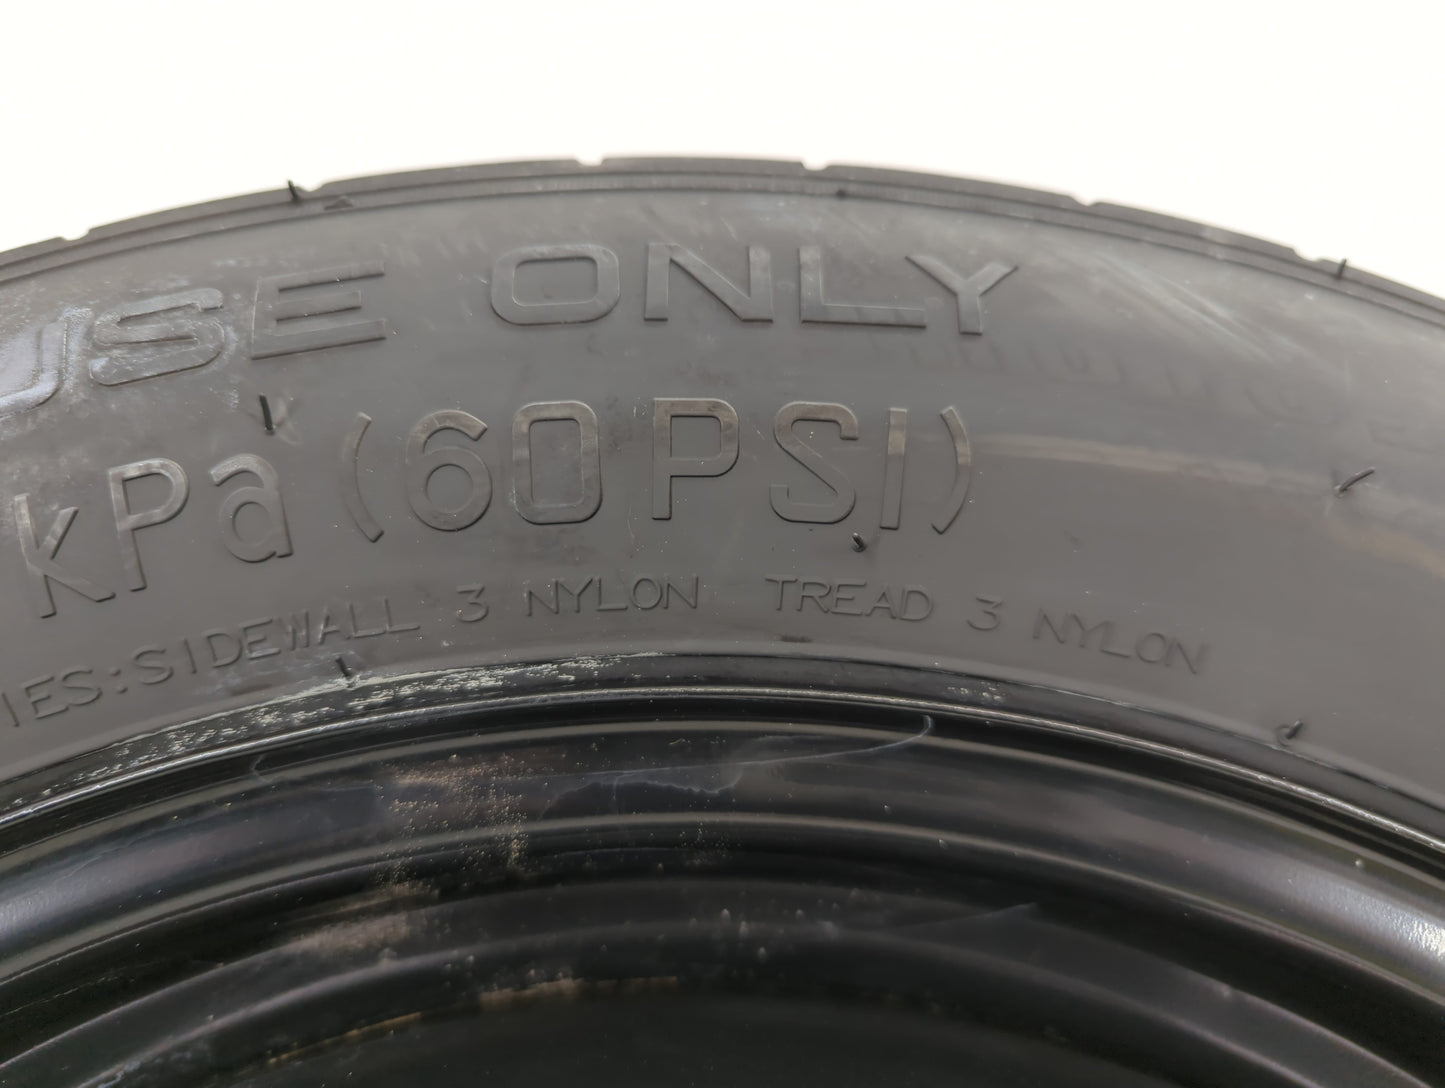 USE ONLY
kPa (60PSI)
IES:SIDEWALL 3 NYLON TREAD 3 NYLON